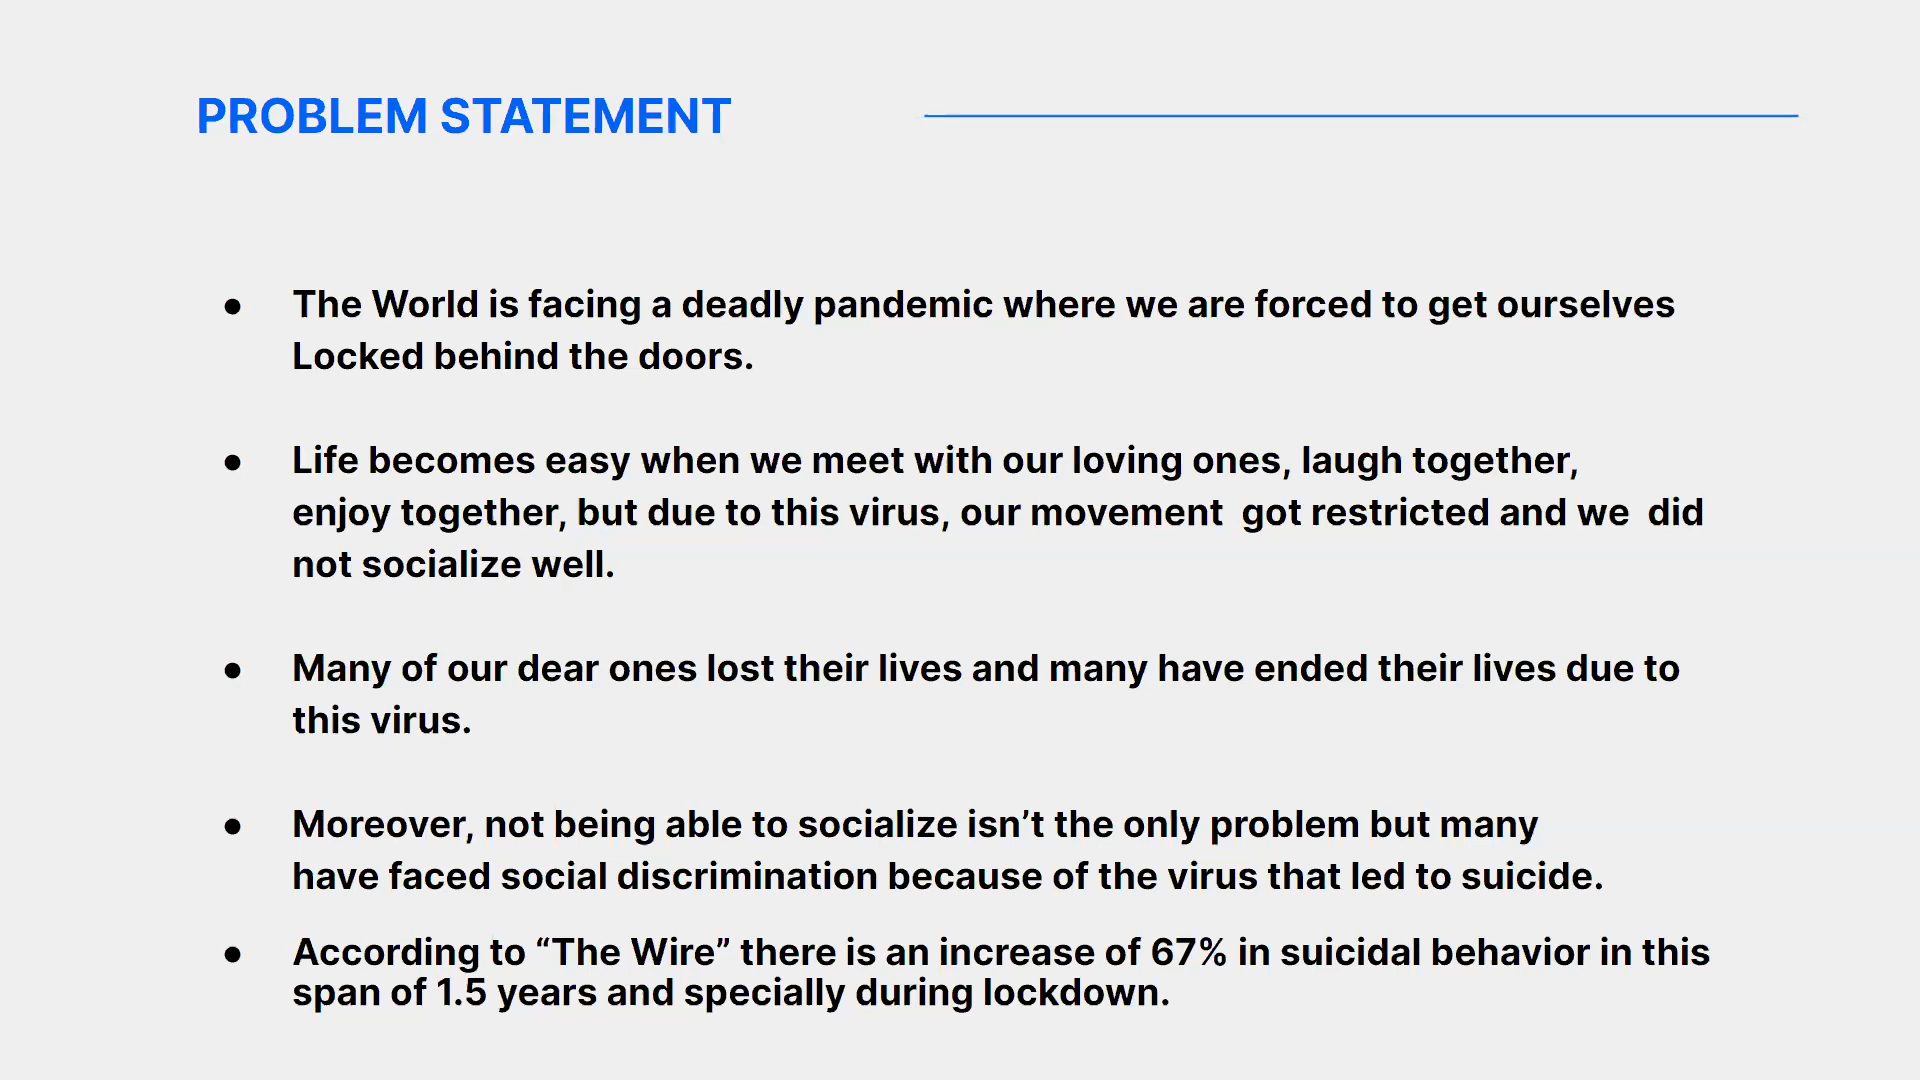 PROBLEM STATEMENT
● The World is facing a deadly pandemic where we are forced to get ourselves
Locked behind the doors.
● Life becomes easy when we meet with our loving ones, laugh together,
enjoy together, but due to this virus, our movement  got restricted and we  did
not socialize well.
● Many of our dear ones lost their lives and many have ended their lives due to
this virus.
● Moreover, not being able to socialize isn’t the only problem but many
have faced social discrimination because of the virus that led to suicide.
● According to “The Wire” there is an increase of 67% in suicidal behavior in this
span of 1.5 years and specially during lockdown.